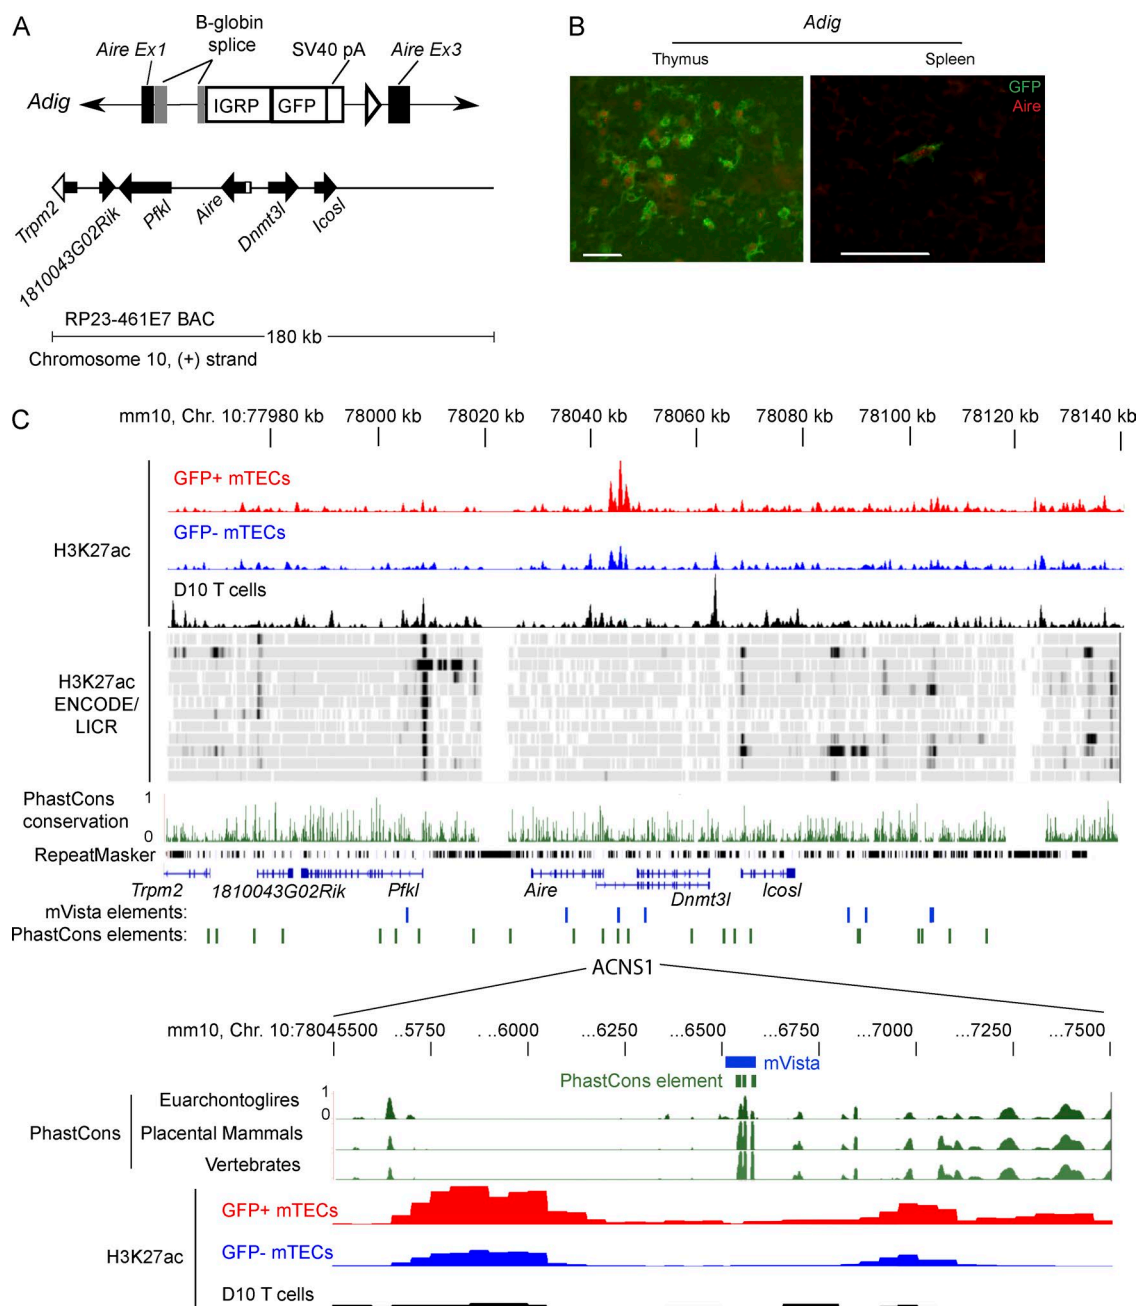 A
B-globin
splice
Aire Ex1
SV40 pA
Aire Ex3
Adig
IGRP
GFP
Trpm2
1810043G02Rik
Pfkl
Aire
Dnmt3l
Icosl
RP23-461E7 BAC
180 kb
Chromosome 10, (+) strand
B
Adig
Thymus
Spleen
GFP
Aire
C
mm10, Chr. 10:77980 kb 78000 kb 78020 kb 78040 kb 78060 kb 78080 kb 78100 kb 78120 kb 78140 kb
GFP+ mTECs
GFP- mTECs
H3K27ac
D10 T cells
H3K27ac
ENCODE/
LICR
PhastCons
conservation
1
0
RepeatMasker
Trpm2 1810043G02Rik Pfkl Aire Dnmt3l Icosl
mVista elements:
PhastCons elements:
ACNS1
mm10, Chr. 10:78045500 ..5750 ...6000 ...6250 ...6500 ...6750 ...7000 ...7250 ...7500
mVista
PhastCons element
1
0
Euarchontoglires
PhastCons
Placental Mammals
Vertebrates
GFP+ mTECs
H3K27ac
GFP- mTECs
D10 T cells